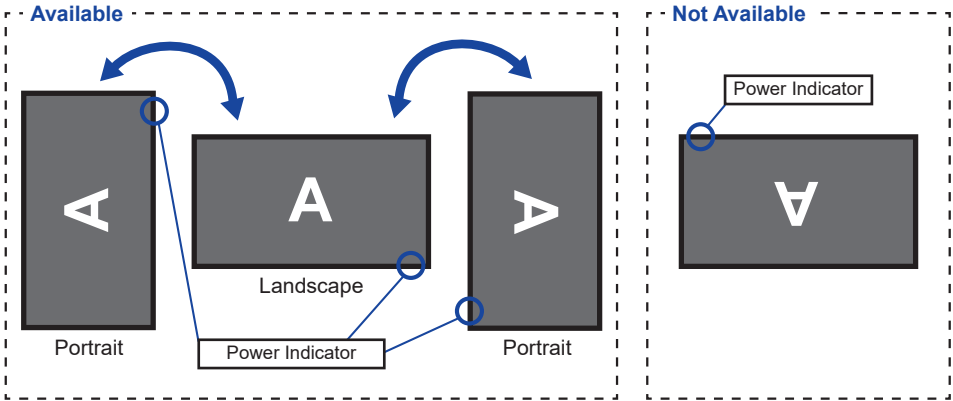 Available
Not Available
Power Indicator
A
A
A
A
Landscape
Portrait
Power Indicator
Portrait